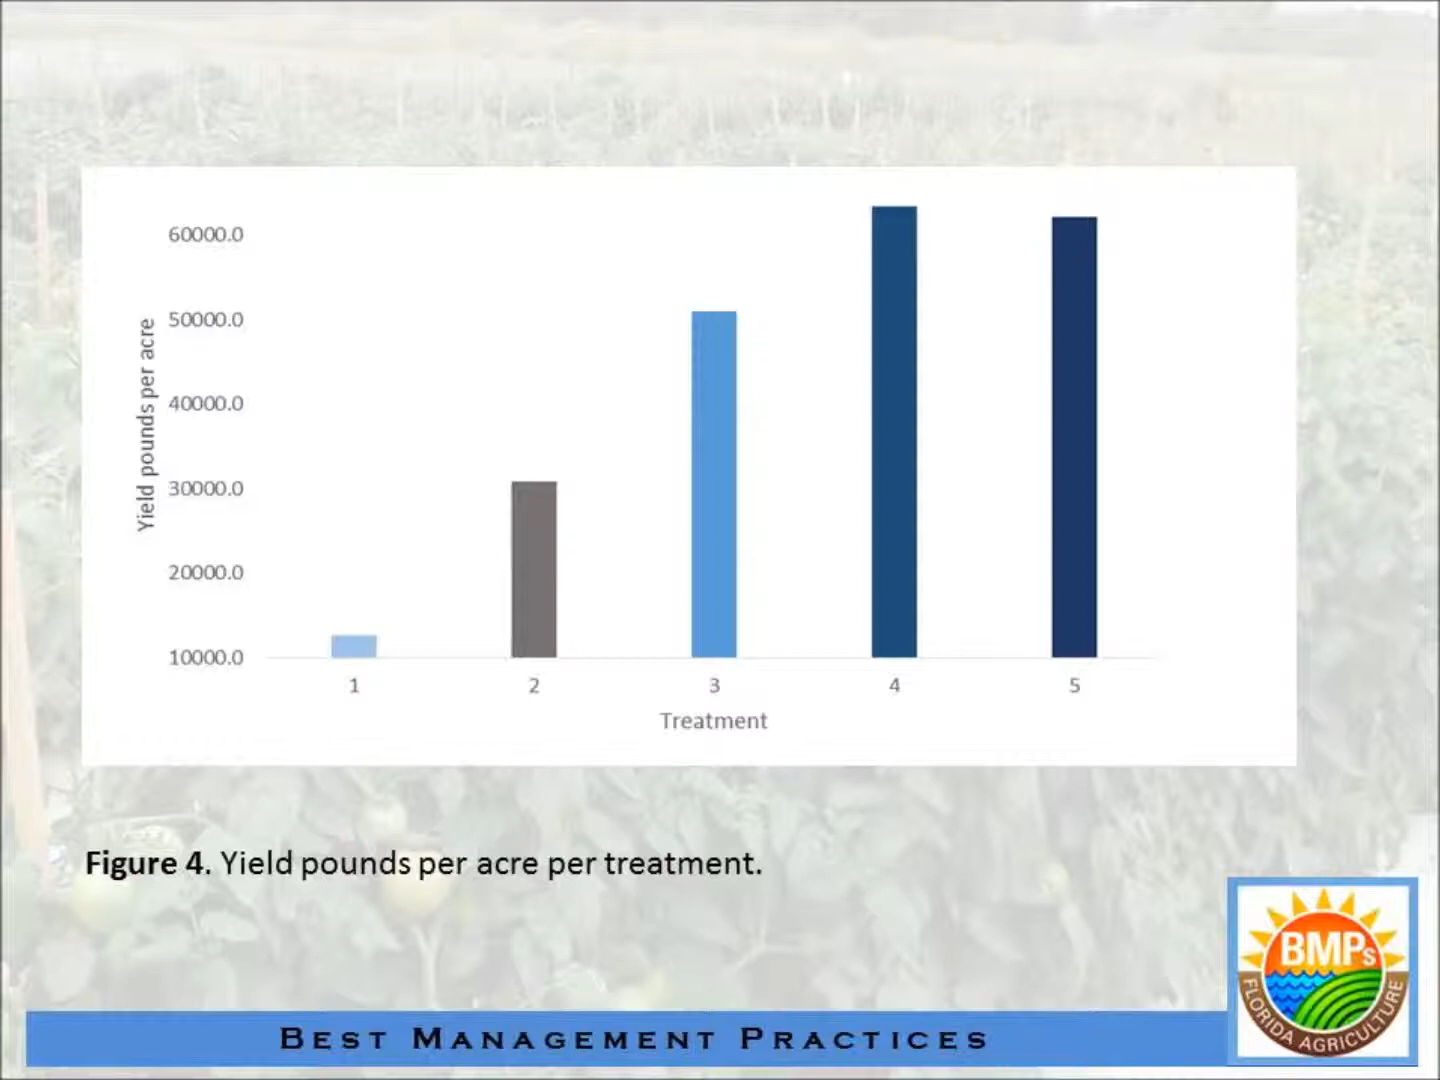 60000.0
50000.0
40000.0
30000.0
20000.0
10000.0
Yield pounds per acre
1 2 3 4 5
Treatment
Figure 4. Yield pounds per acre per treatment.
BEST MANAGEMENT PRACTICES
BMPs
FLORIDA AGRICULTURE